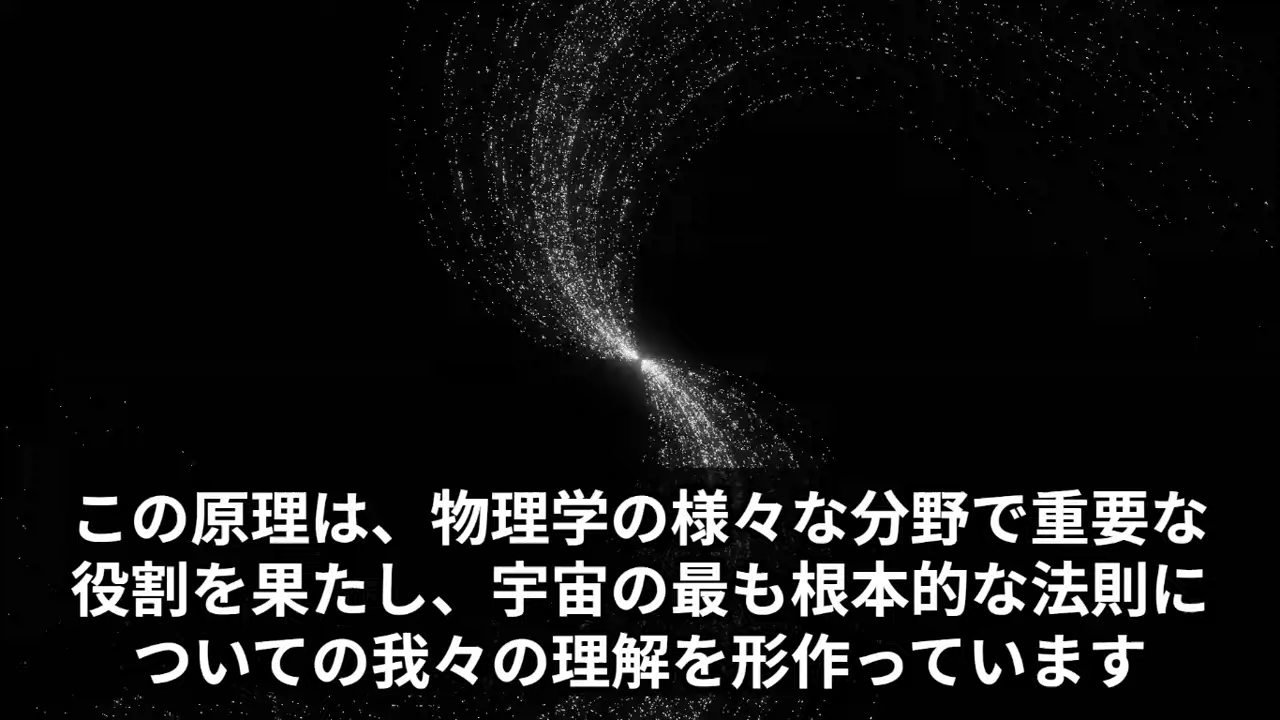 この原理は、物理学の様々な分野で重要な
役割を果たし、宇宙の最も根本的な法則に
ついての我々の理解を形作っています